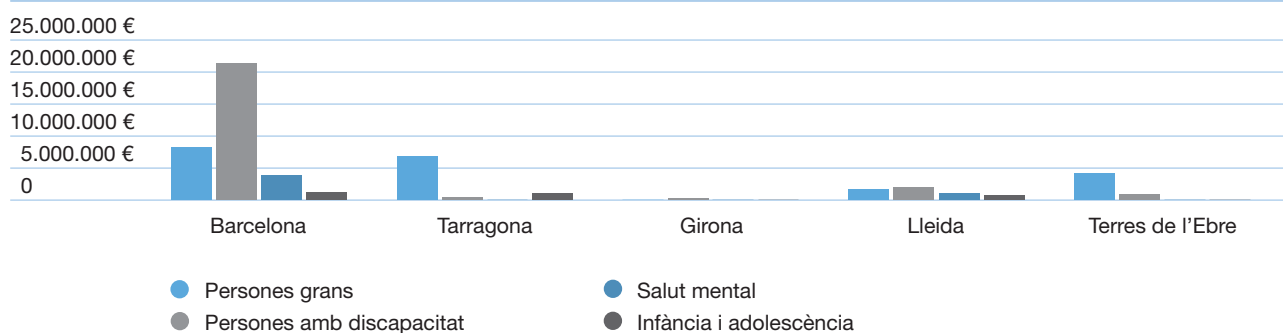 25.000.000 €
20.000.000 €
15.000.000 €
10.000.000 €
5.000.000 €
0
Barcelona Tarragona Girona Lleida Terres de l’Ebre
Persones grans Salut mental
Persones amb discapacitat Infància i adolescència